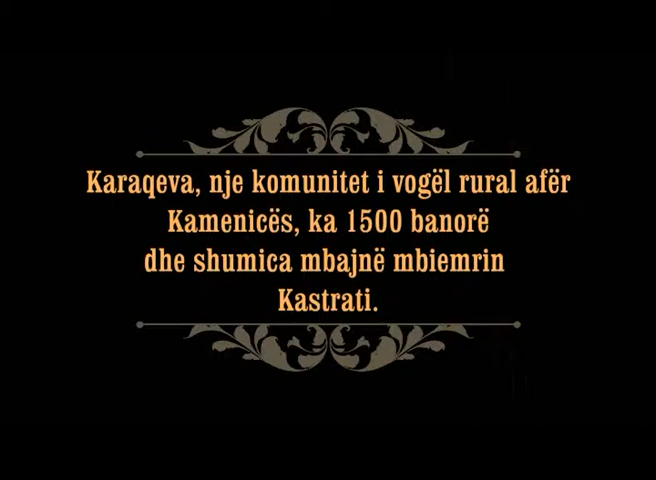 Karaqeva, nje komunitet i vogël rural afër
Kamenicës, ka 1500 banorë
dhe shumica mbajnë mbiemrin
Kastrati.